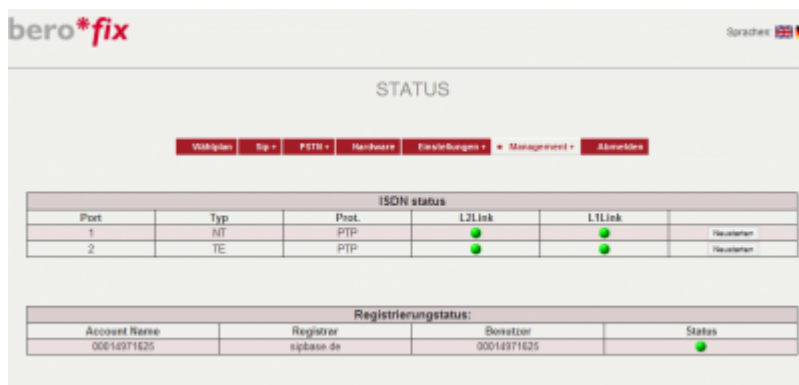 bero*fix
Sprachen:
STATUS
Wählplan Sip PSTN Hardware Einstellungen Management Abmelden
ISDN status
Port Typ Prot. L2Link L1Link
1 NT PTP Neustarten
2 TE PTP Neustarten
Registrierungstatus:
Account Name Registrar Benutzer Status
00014971625 sipbase.de 00014971625